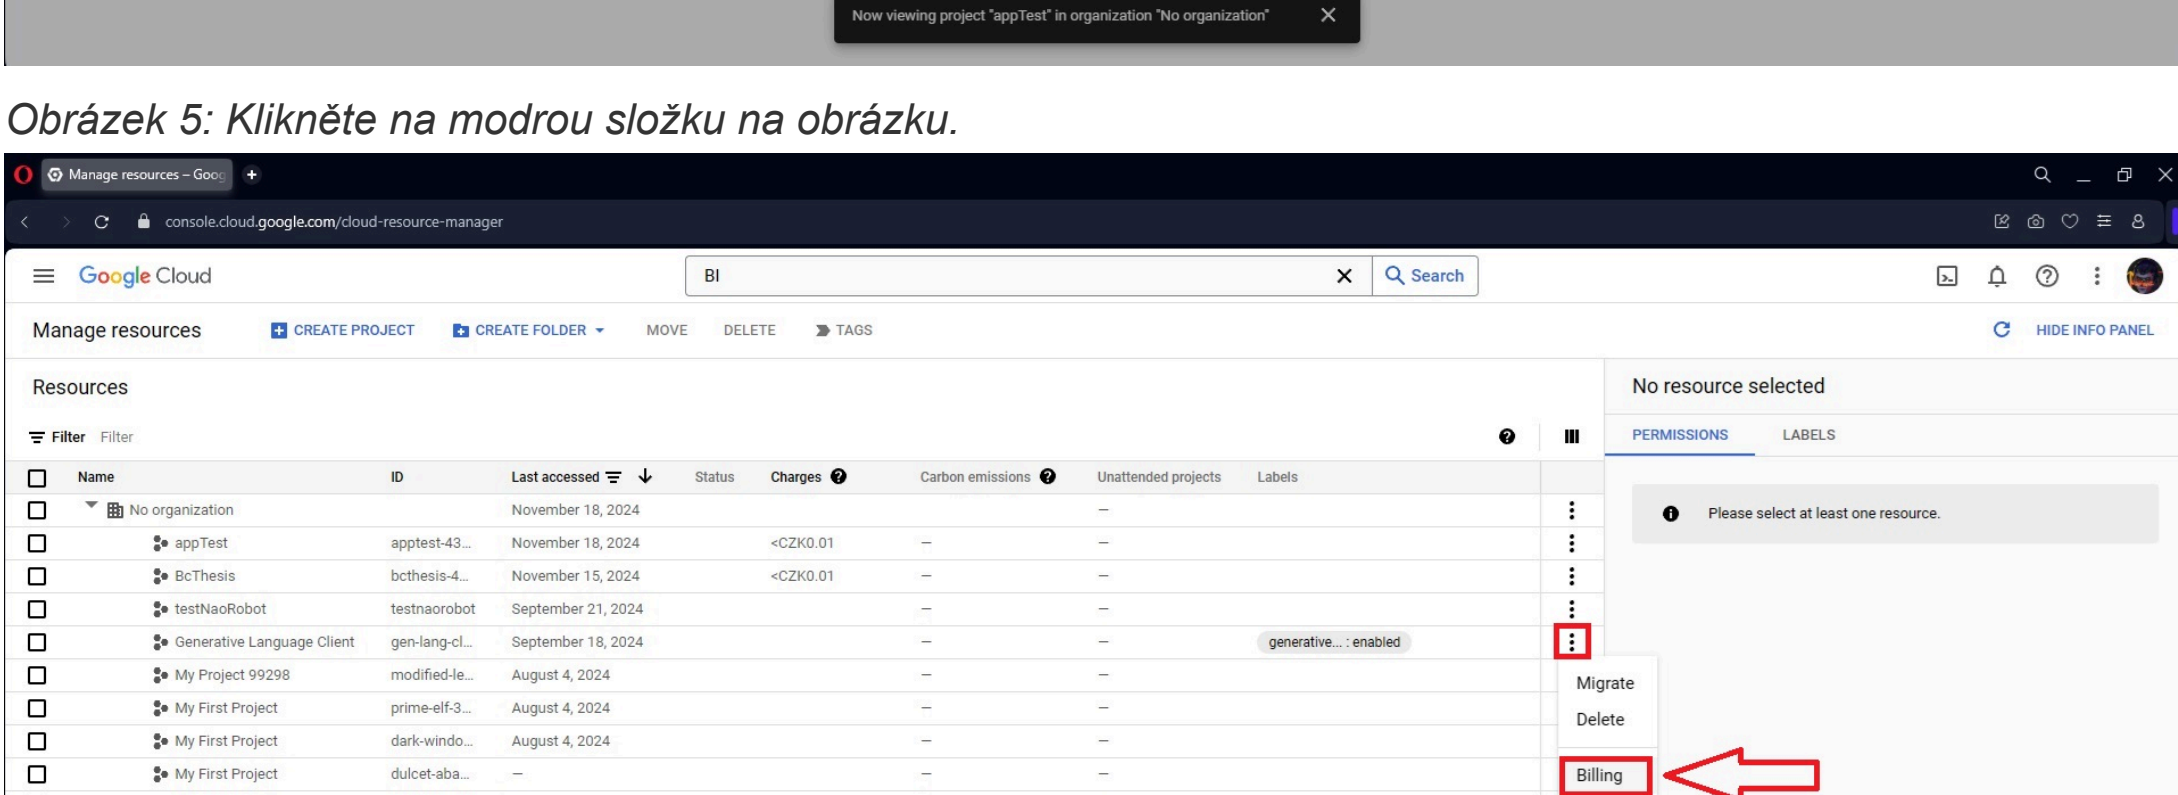 Now viewing project "appTest" in organization "No organization"
Obrázek 5: Klikněte na modrou složku na obrázku.
Manage resources – Goog
console.cloud.google.com/cloud-resource-manager
Google Cloud BI Search
Manage resources CREATE PROJECT CREATE FOLDER MOVE DELETE TAGS HIDE INFO PANEL
Resources No resource selected
Filter Filter PERMISSIONS LABELS
Name ID Last accessed Status Charges Carbon emissions Unattended projects Labels
No organization November 18, 2024 – Please select at least one resource.
appTest apptest-43... November 18, 2024 <CZK0.01 – –
BcThesis bcthesis-4... November 15, 2024 <CZK0.01 – –
testNaoRobot testnaorobot September 21, 2024 – –
Generative Language Client gen-lang-cl... September 18, 2024 – – generative... : enabled
My Project 99298 modified-le... August 4, 2024 – – Migrate
My First Project prime-elf-3... August 4, 2024 – – Delete
My First Project dark-windo... August 4, 2024 – –
My First Project dulcet-aba... – – – Billing